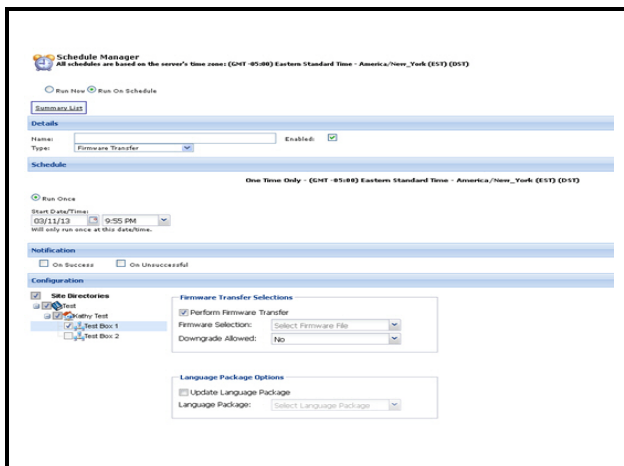 Schedule Manager
All schedules are based on the server's time zone: (GMT -05:00) Eastern Standard Time - America/New_York (EST) (DST)
Run Now Run On Schedule
Summary List
Details
Name: Enabled:
Type: Firmware Transfer
Schedule
One Time Only - (GMT -05:00) Eastern Standard Time - America/New_York (EST) (DST)
Run Once
Start Date/Time:
03/11/13 9:55 PM
Will only run once at this date/time.
Notification
On Success On Unsuccessful
Configuration
Site Directories
Test
Kathy Test
Test Box 1
Test Box 2
Firmware Transfer Selections
Perform Firmware Transfer
Firmware Selection: Select Firmware File
Downgrade Allowed: No
Language Package Options
Update Language Package
Language Package: Select Language Package